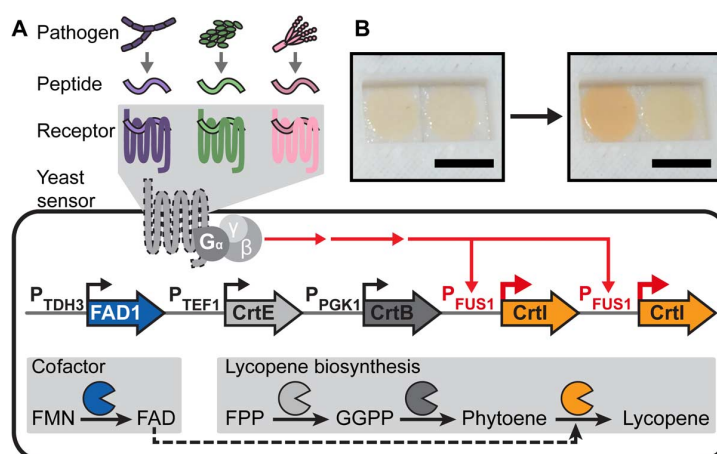 A
Pathogen
Peptide
Receptor
Yeast
sensor
B
Gα
γ
β
PTDH3
FAD1
PTEF1
CrtE
PPGK1
CrtB
PFUS1
CrtI
PFUS1
CrtI
Cofactor
FMN
FAD
Lycopene biosynthesis
FPP
GGPP
Phytoene
Lycopene